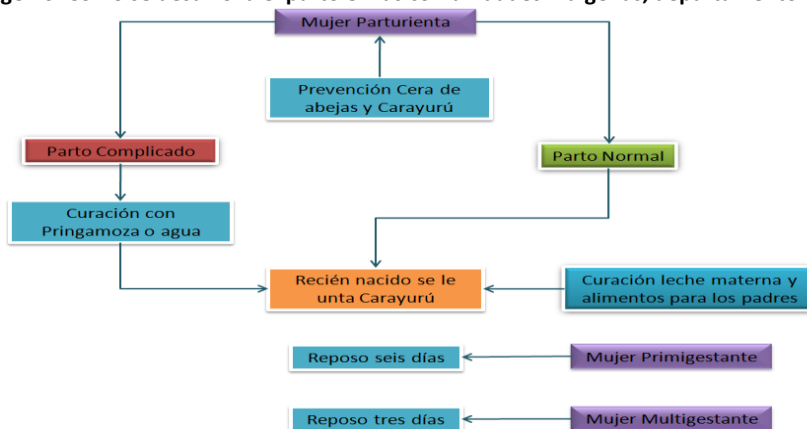 Mujer Parturienta
Prevención Cera de
abejas y Carayurú
Parto Complicado
Parto Normal
Curación con
Pringamoza o agua
Recién nacido se le
unta Carayurú
Curación leche materna y
alimentos para los padres
Reposo seis días
Mujer Primigestante
Reposo tres días
Mujer Multigestante